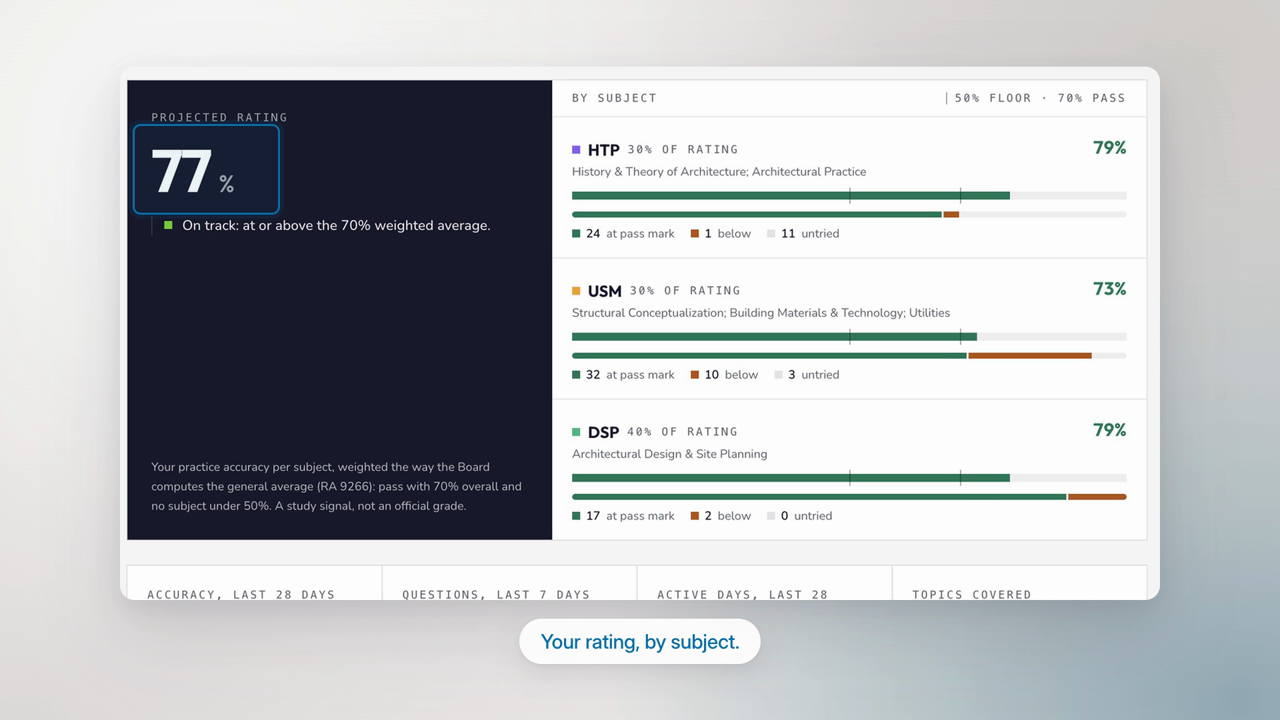 PROJECTED RATING
77 %
On track: at or above the 70% weighted average.
Your practice accuracy per subject, weighted the way the Board
computes the general average (RA 9266): pass with 70% overall and
no subject under 50%. A study signal, not an official grade.
BY SUBJECT
50% FLOOR · 70% PASS
HTP 30% OF RATING 79%
History & Theory of Architecture; Architectural Practice
24 at pass mark 1 below 11 untried
USM 30% OF RATING 73%
Structural Conceptualization; Building Materials & Technology; Utilities
32 at pass mark 10 below 3 untried
DSP 40% OF RATING 79%
Architectural Design & Site Planning
17 at pass mark 2 below 0 untried
ACCURACY, LAST 28 DAYS
QUESTIONS, LAST 7 DAYS
ACTIVE DAYS, LAST 28
TOPICS COVERED
Your rating, by subject.